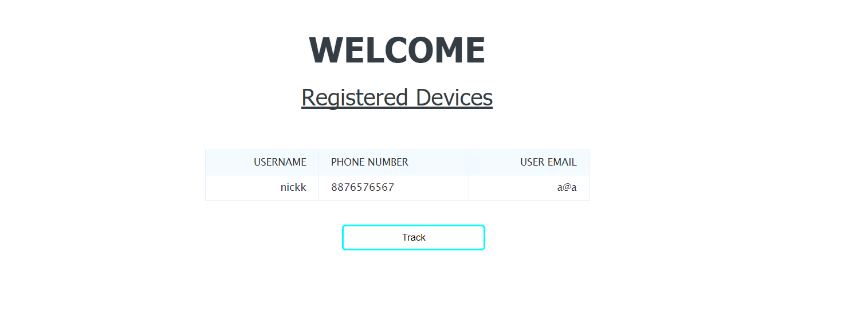 WELCOME
Registered Devices
USERNAME PHONE NUMBER USER EMAIL
nickk 8876576567 a@a
Track